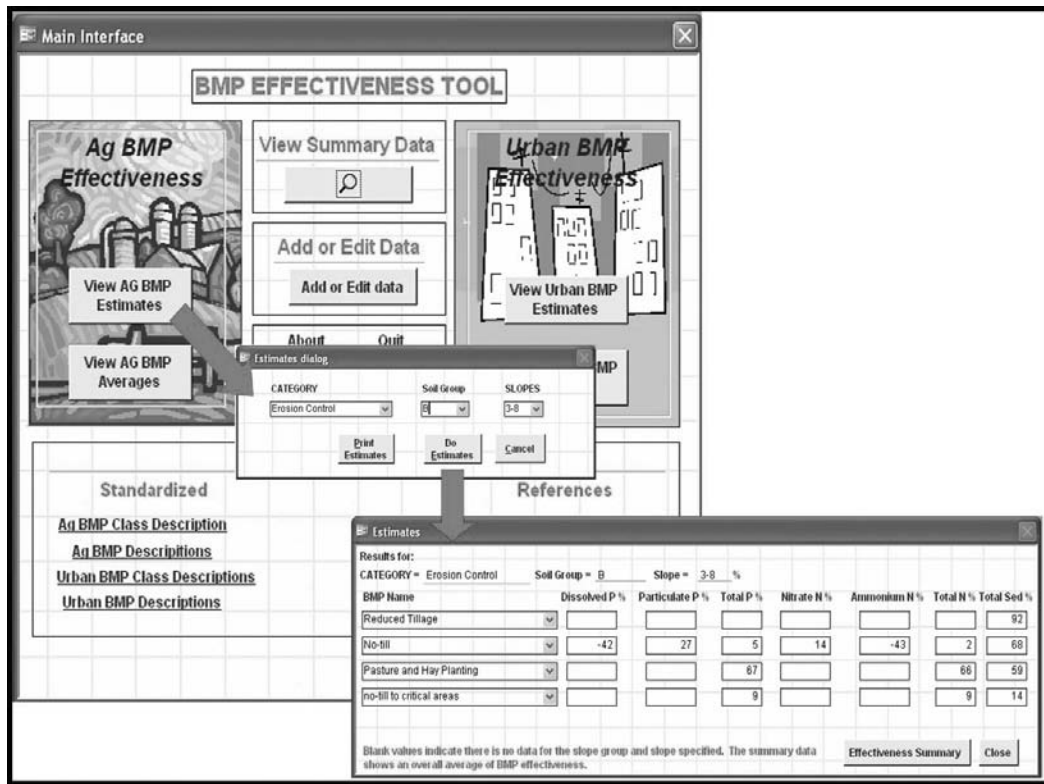 Main Interface
BMP EFFECTIVENESS TOOL
Ag BMP
Effectiveness
View AG BMP
Estimates
View AG BMP
Averages
View Summary Data
Add or Edit Data
Add or Edit data
About Quit
Urban BMP
Effectiveness
View Urban BMP
Estimates
MP
Estimates dialog
CATEGORY Soil Group SLOPES
Erosion Control B 3-8
Print
Estimates
Do
Estimates
Cancel
Standardized
Ag BMP Class Description
Ag BMP Descripitions
Urban BMP Class Descriptions
Urban BMP Descriptions
References
Estimates
Results for:
CATEGORY = Erosion Control Soil Group = B Slope = 3-8 %
BMP Name Dissolved P % Particulate P % Total P % Nitrate N % Ammonium N % Total N % Total Sed %
Reduced Tillage 92
No-till -42 27 5 14 -43 2 68
Pasture and Hay Planting 67 66 59
no-till to critical areas 9 9 14
Blank values indicate there is no data for the slope group and slope specified. The summary data
shows an overall average of BMP effectiveness.
Effectiveness Summary Close